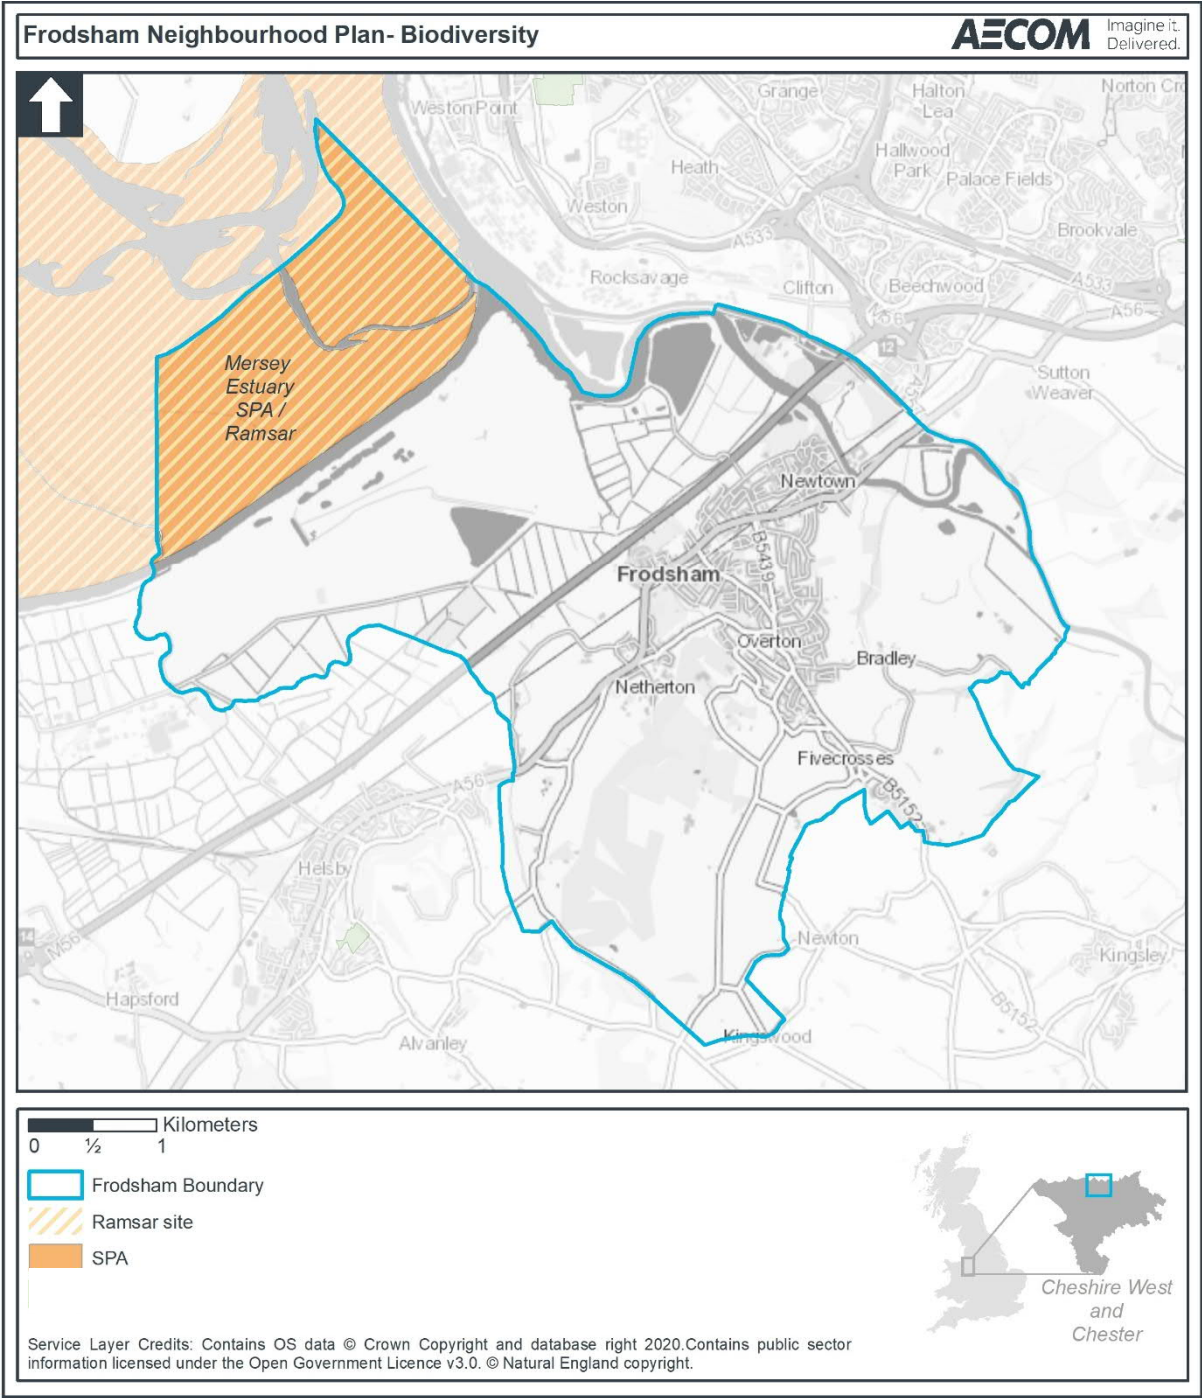 Frodsham Neighbourhood Plan- Biodiversity
AECOM
Imagine it.
Delivered.
Weston Point
Grange
Halton
Lea
Heath
Hallwood
Park
Palace Fields
Weston
A533
Brookvale
Rocksavage
Clifton
Beechwood
A533
M56
A56
12
Mersey
Estuary
SPA /
Ramsar
Sutton
Weaver
Newtown
B5439
Frodsham
Overton
Bradley
Netherton
Fivecrosses
A56
B5152
Helsby
Newton
14
M56
Kingsley
Hapsford
B5152
Alvanley
Kingswood
Kilometers
0 ½ 1
Frodsham Boundary
Ramsar site
SPA
Cheshire West
and
Chester
Service Layer Credits: Contains OS data © Crown Copyright and database right 2020.Contains public sector
information licensed under the Open Government Licence v3.0. © Natural England copyright.